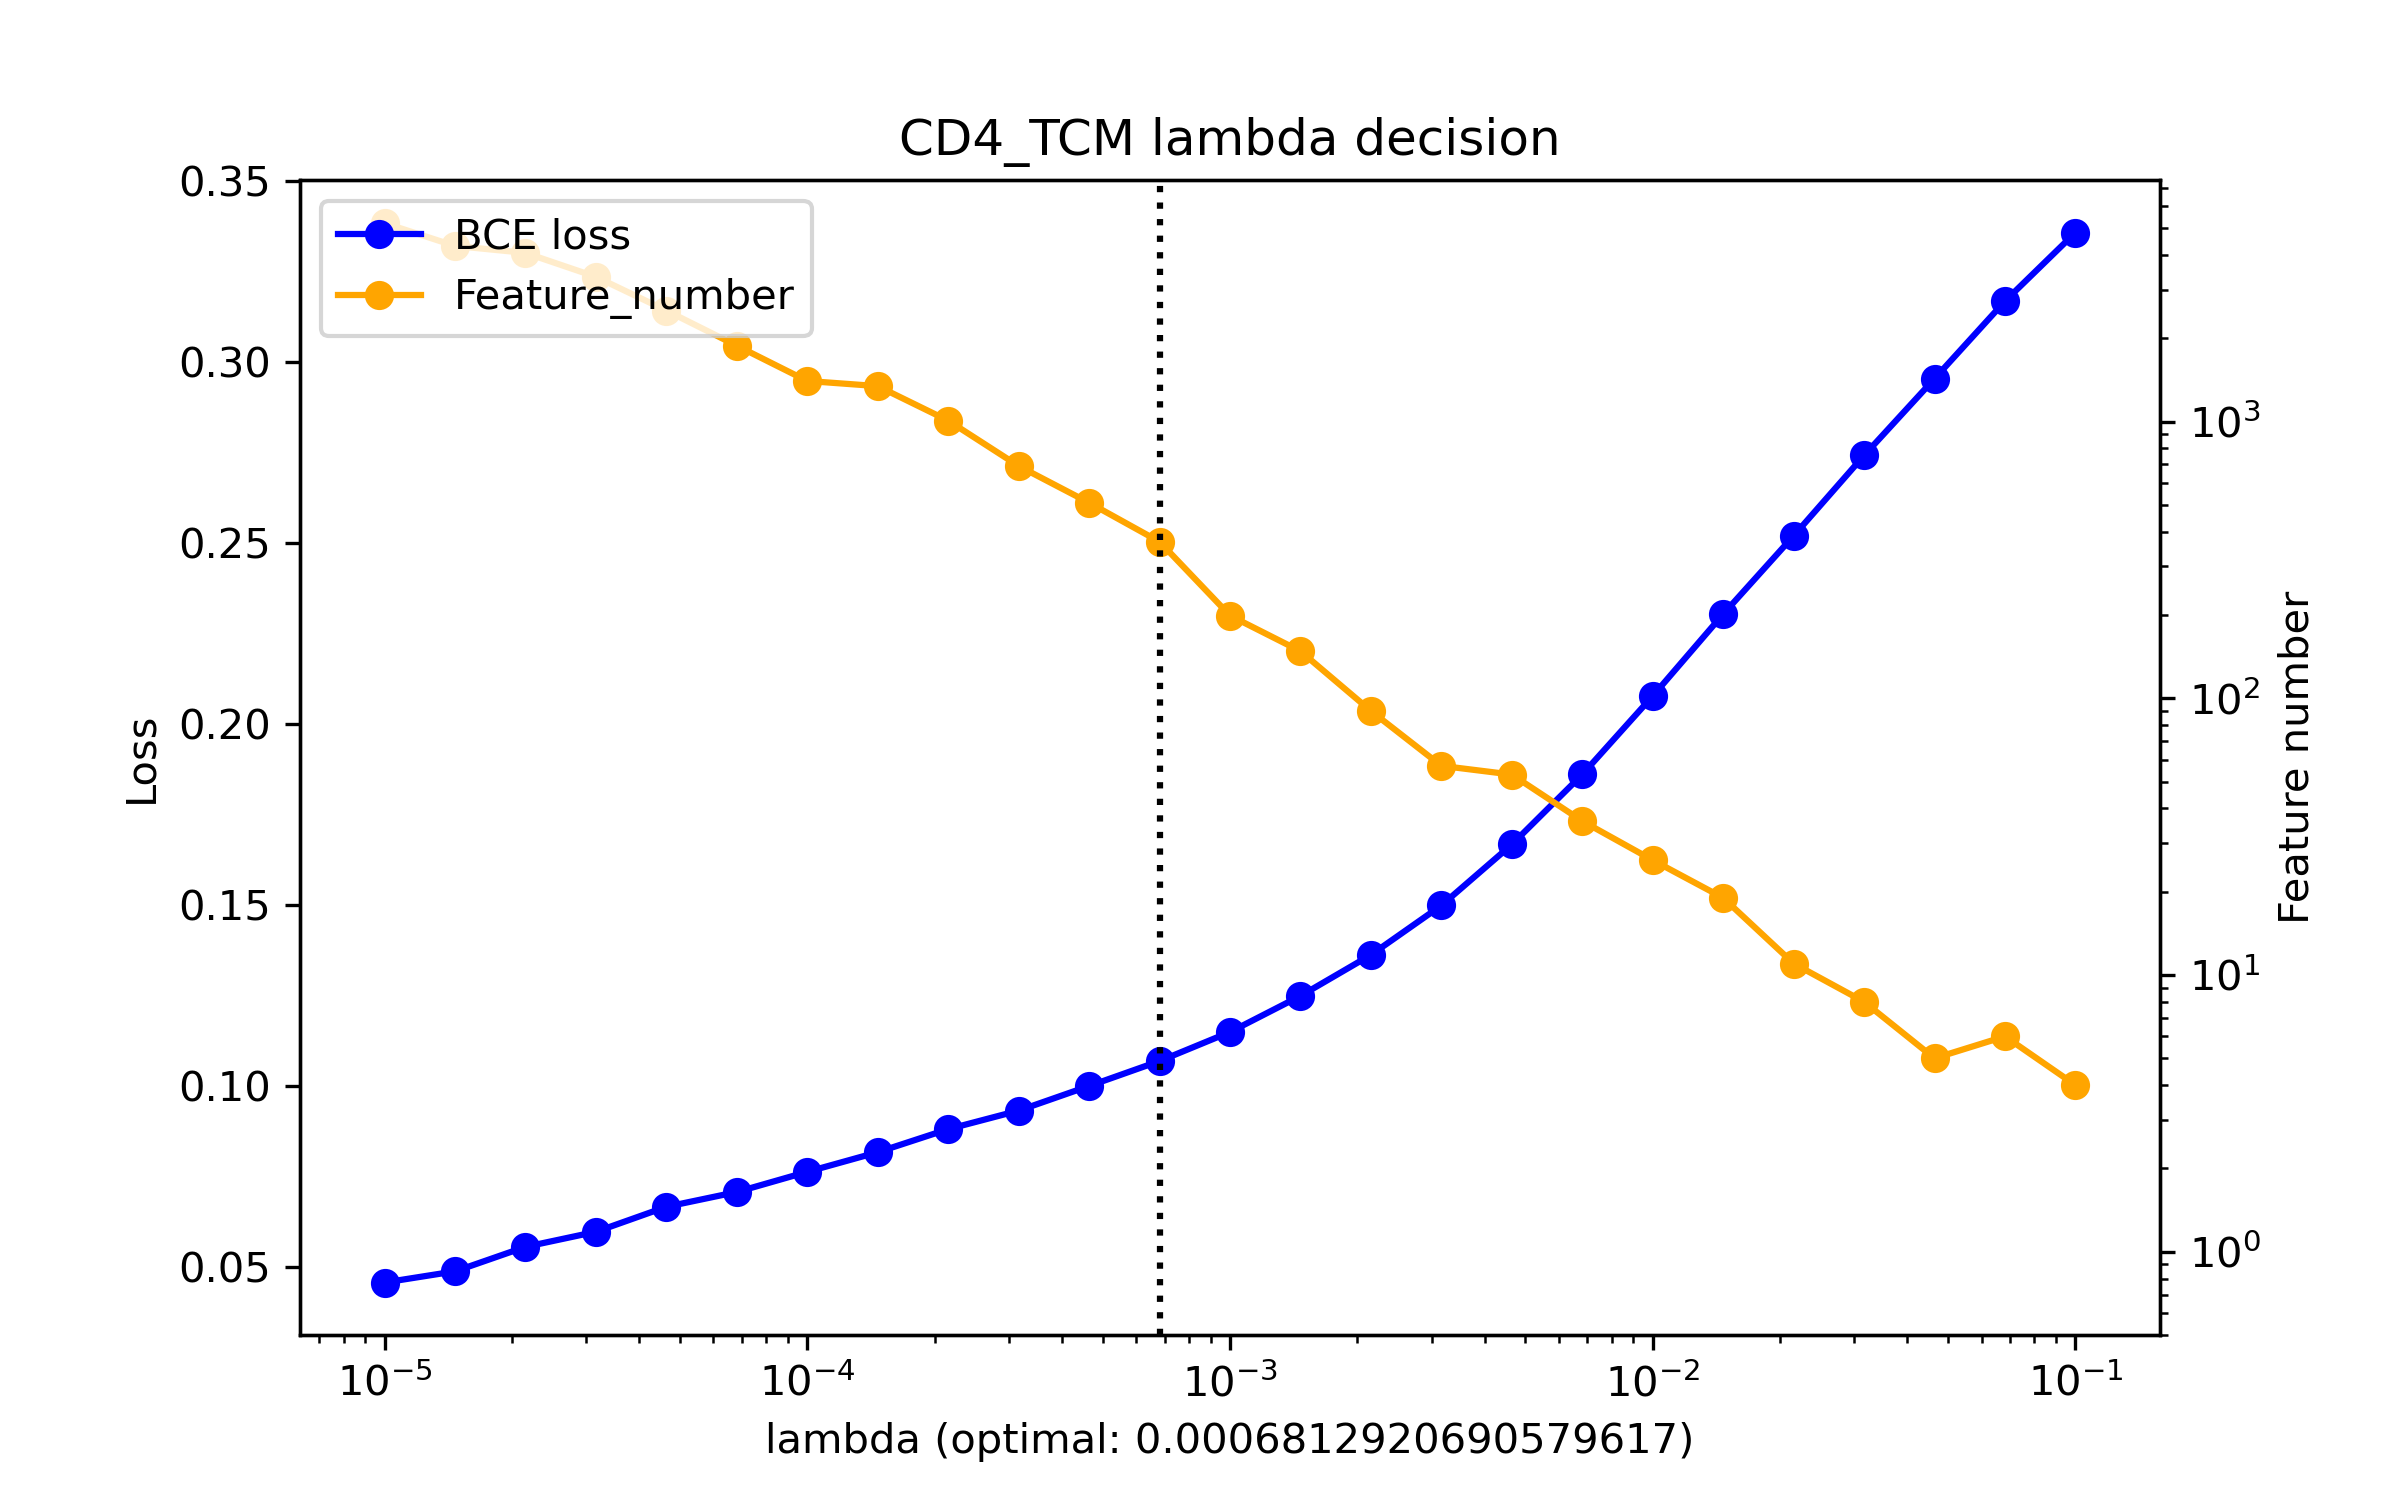 CD4_TCM lambda decision
BCE loss
Feature_number
0.35
0.30
0.25
0.20
0.15
0.10
0.05
Loss
10³
10²
10¹
10⁰
Feature number
10⁻⁵ 10⁻⁴ 10⁻³ 10⁻² 10⁻¹
lambda (optimal: 0.0006812920690579617)